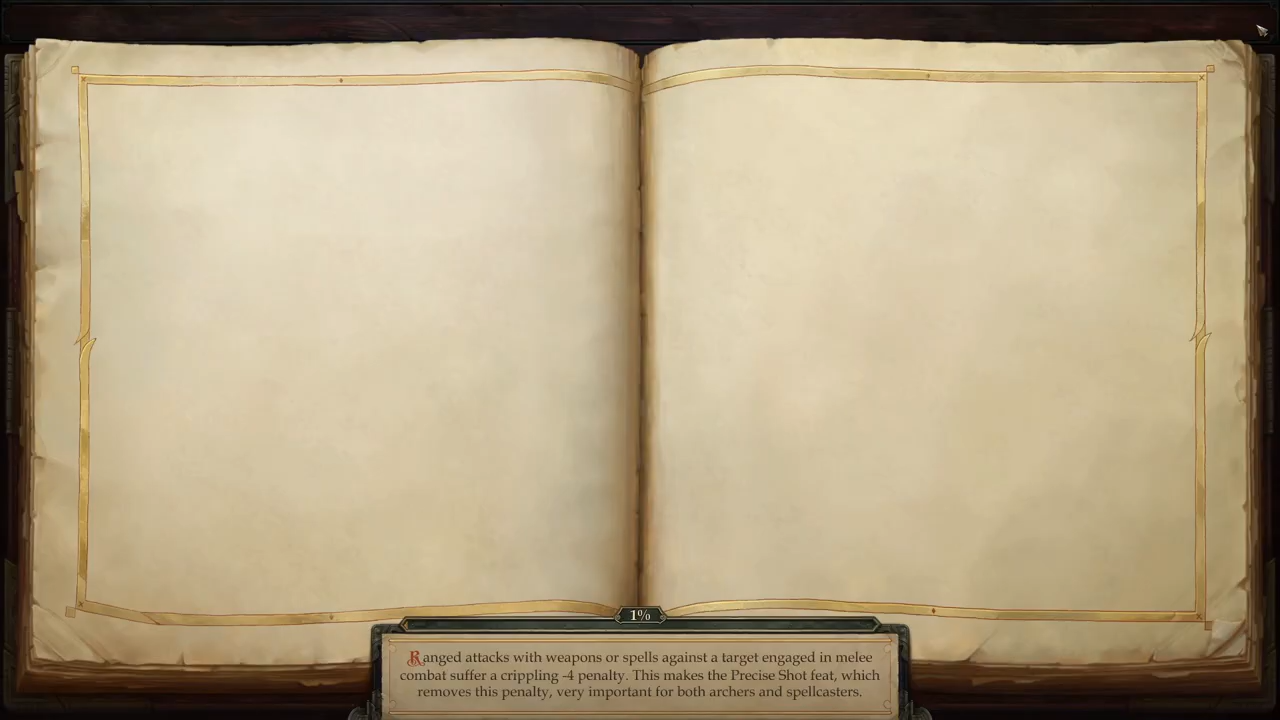 1%
Ranged attacks with weapons or spells against a target engaged in melee
combat suffer a crippling -4 penalty. This makes the Precise Shot feat, which
removes this penalty, very important for both archers and spellcasters.